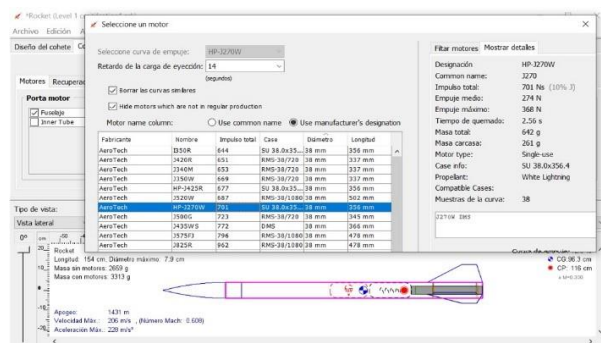 *Rocket (Level 1 c
Seleccione un motor
Archivo Edición A
Diseño del cohete Co
Motores Recuperac
Porta motor
Fuselaje
Inner Tube
Seleccione curva de empuje: HP-J270W
Retardo de la carga de eyección: 14
(segundos)
Borrar las curvas similares
Hide motors which are not in regular production
Motor name column: Use common name Use manufacturer's designation
Fabricante Nombre Impulso total Case Diámetro Longitud
AeroTech I350R 644 SU 38.0x35... 38 mm 356 mm
AeroTech J420R 651 RMS-38/720 38 mm 337 mm
AeroTech J340M 653 RMS-38/720 38 mm 337 mm
AeroTech J350W 669 RMS-38/720 38 mm 337 mm
AeroTech HP-J425R 677 SU 38.0x35... 38 mm 356 mm
AeroTech J520W 687 RMS-38/1080 38 mm 502 mm
AeroTech HP-J270W 701 SU 38.0x35... 38 mm 356 mm
AeroTech J500G 723 RMS-38/720 38 mm 345 mm
AeroTech J435WS 772 DMS 38 mm 366 mm
AeroTech J575FJ 796 RMS-38/1080 38 mm 478 mm
AeroTech J825R 962 RMS-38/1080 38 mm 478 mm
Filtar motores Mostrar detalles
Designación HP-J270W
Common name: J270
Impulso total: 701 Ns (10% J)
Empuje medio: 274 N
Empuje máximo: 368 N
Tiempo de quemado: 2.56 s
Masa total: 642 g
Masa carcasa: 261 g
Motor type: Single-use
Case info: SU 38.0x356.4
Propellant: White Lightning
Compatible Cases:
Muestras de la curva: 38
J270W DMS
Tipo de vista:
Vista lateral
0°
cm
Rocket
Longitud 154 cm, Diámetro máximo 7.9 cm
Masa sin motores 2659 g
Masa con motores 3313 g
CG:98.3 cm
CP: 116 cm
Apogeo: 1431 m
Velocidad Máx.: 206 m/s , (Número Mach: 0.608)
Aceleración Máx.: 220 m/s²